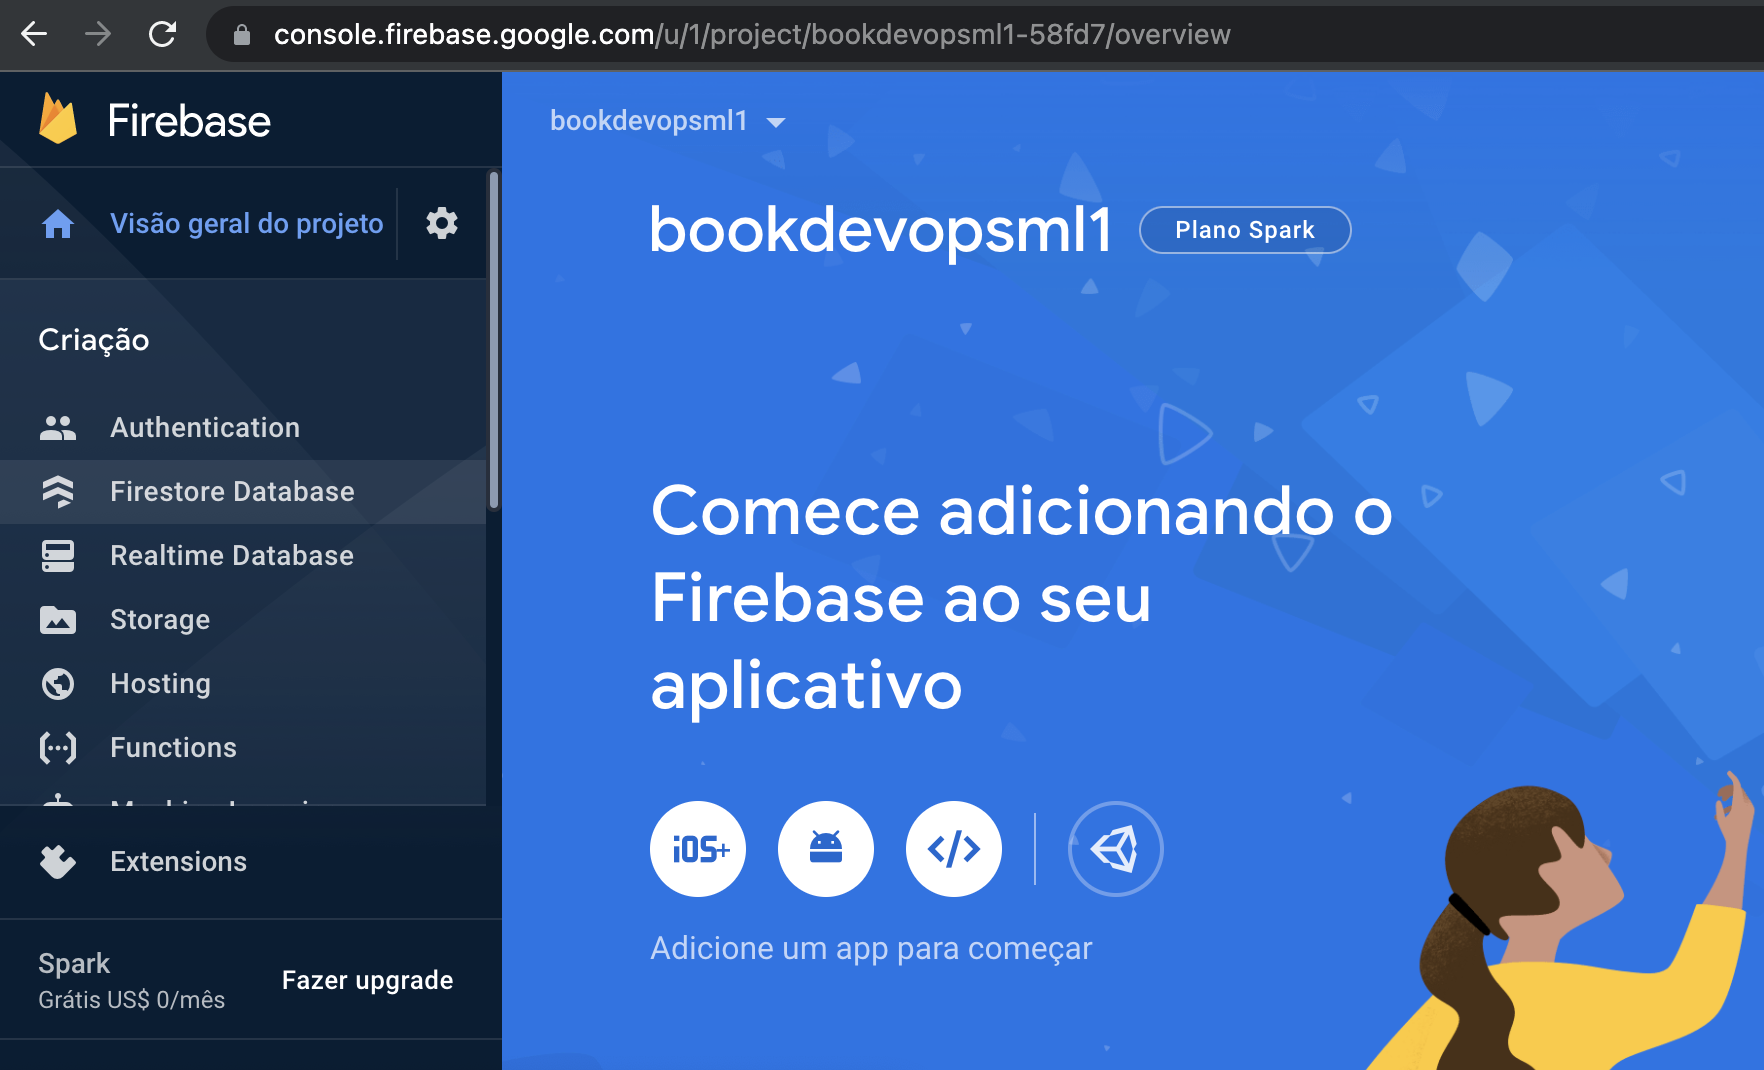 console.firebase.google.com/u/1/project/bookdevopsml1-58fd7/overview
Firebase
Visão geral do projeto
Criação
Authentication
Firestore Database
Realtime Database
Storage
Hosting
Functions
Extensions
Spark
Grátis US$ 0/mês
Fazer upgrade
bookdevopsml1
bookdevopsml1
Plano Spark
Comece adicionando o
Firebase ao seu
aplicativo
iOS+
Adicione um app para começar